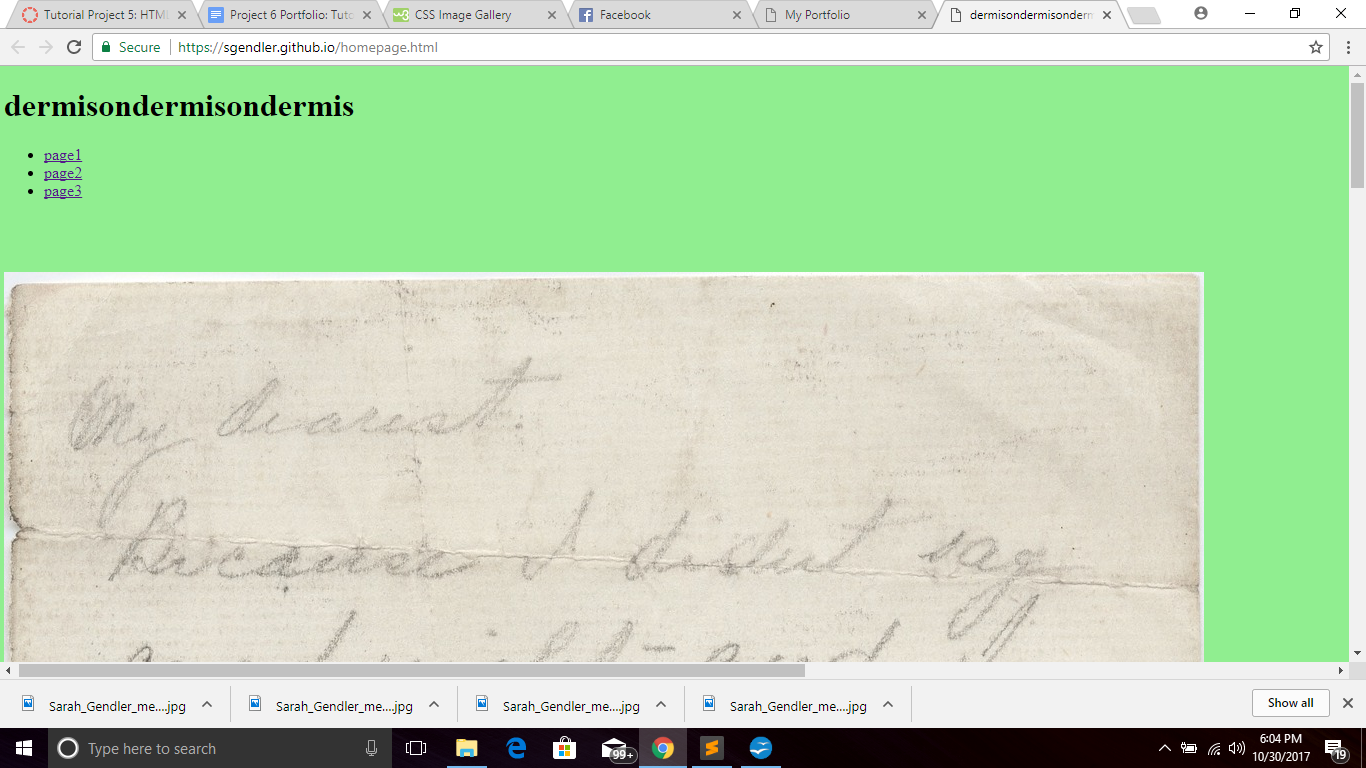 Tutorial Project 5: HTM
Project 6 Portfolio: Tuto
CSS Image Gallery
Facebook
My Portfolio
dermisondermisonderm
Secure
https://sgendler.github.io/homepage.html
dermisondermisondermis
page1
page2
page3
My dearest.
Because I didnt say
Sarah_Gendler_me....jpg
Sarah_Gendler_me....jpg
Sarah_Gendler_me....jpg
Sarah_Gendler_me....jpg
Show all
Type here to search
99+
6:04 PM
10/30/2017
19